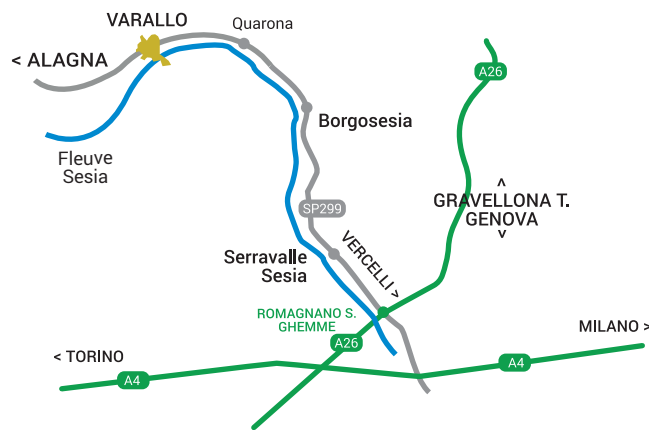 VARALLO
Quarona
< ALAGNA
A26
Borgosesia
Fleuve
Sesia
GRAVELLONA T.
GENOVA
SP299
VERCELLI >
Serravalle
Sesia
ROMAGNANO S.
GHEMME
A26
MILANO >
< TORINO
A4
A4